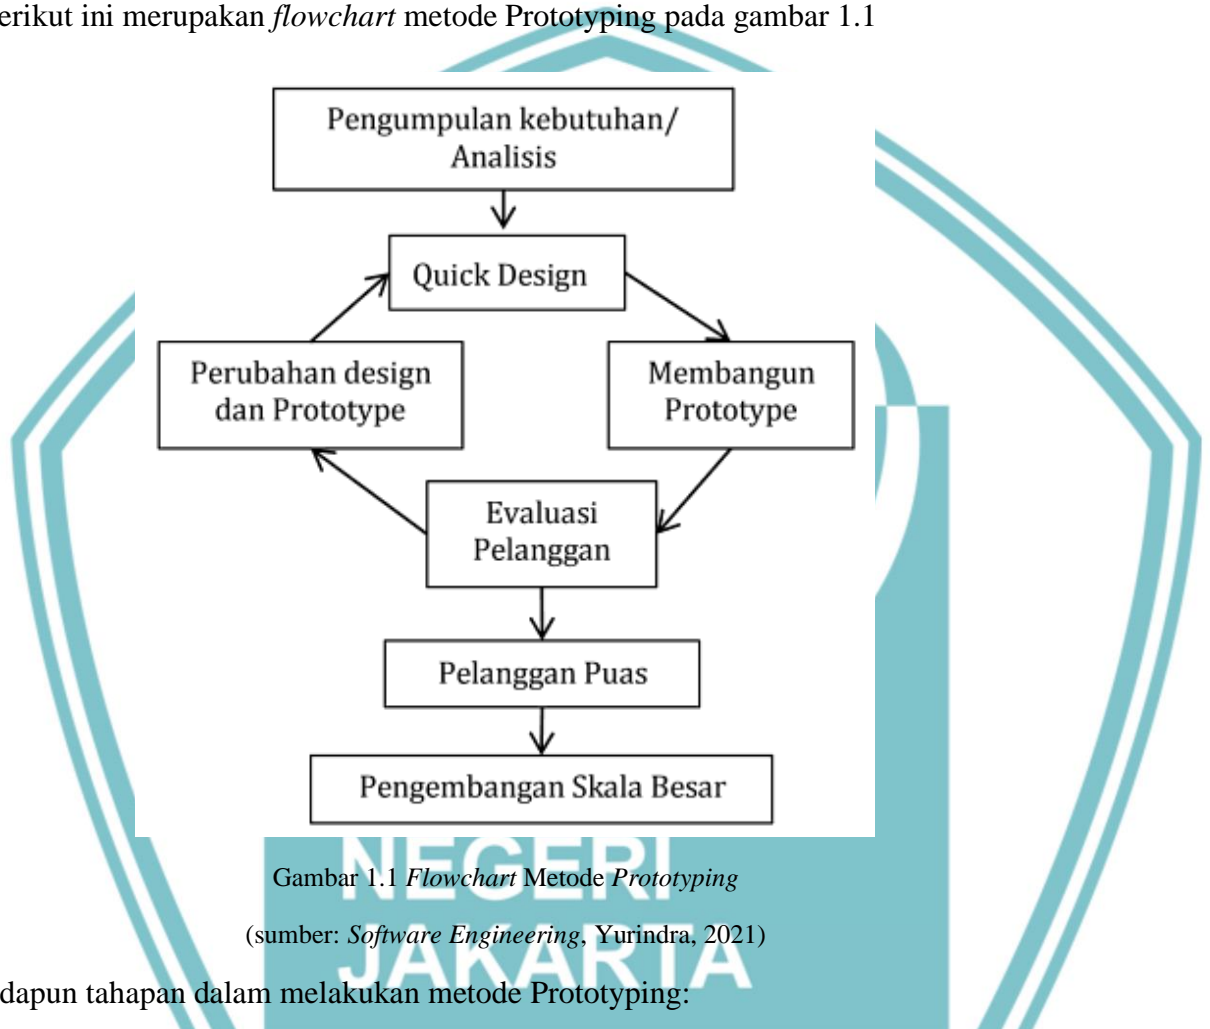 erikut ini merupakan flowchart metode Prototyping pada gambar 1.1
Pengumpulan kebutuhan/
Analisis
Quick Design
Perubahan design
dan Prototype
Membangun
Prototype
Evaluasi
Pelanggan
Pelanggan Puas
Pengembangan Skala Besar
NEGERI
Gambar 1.1 Flowchart Metode Prototyping
(sumber: Software Engineering, Yurindra, 2021)
JAKARTA
dapun tahapan dalam melakukan metode Prototyping: